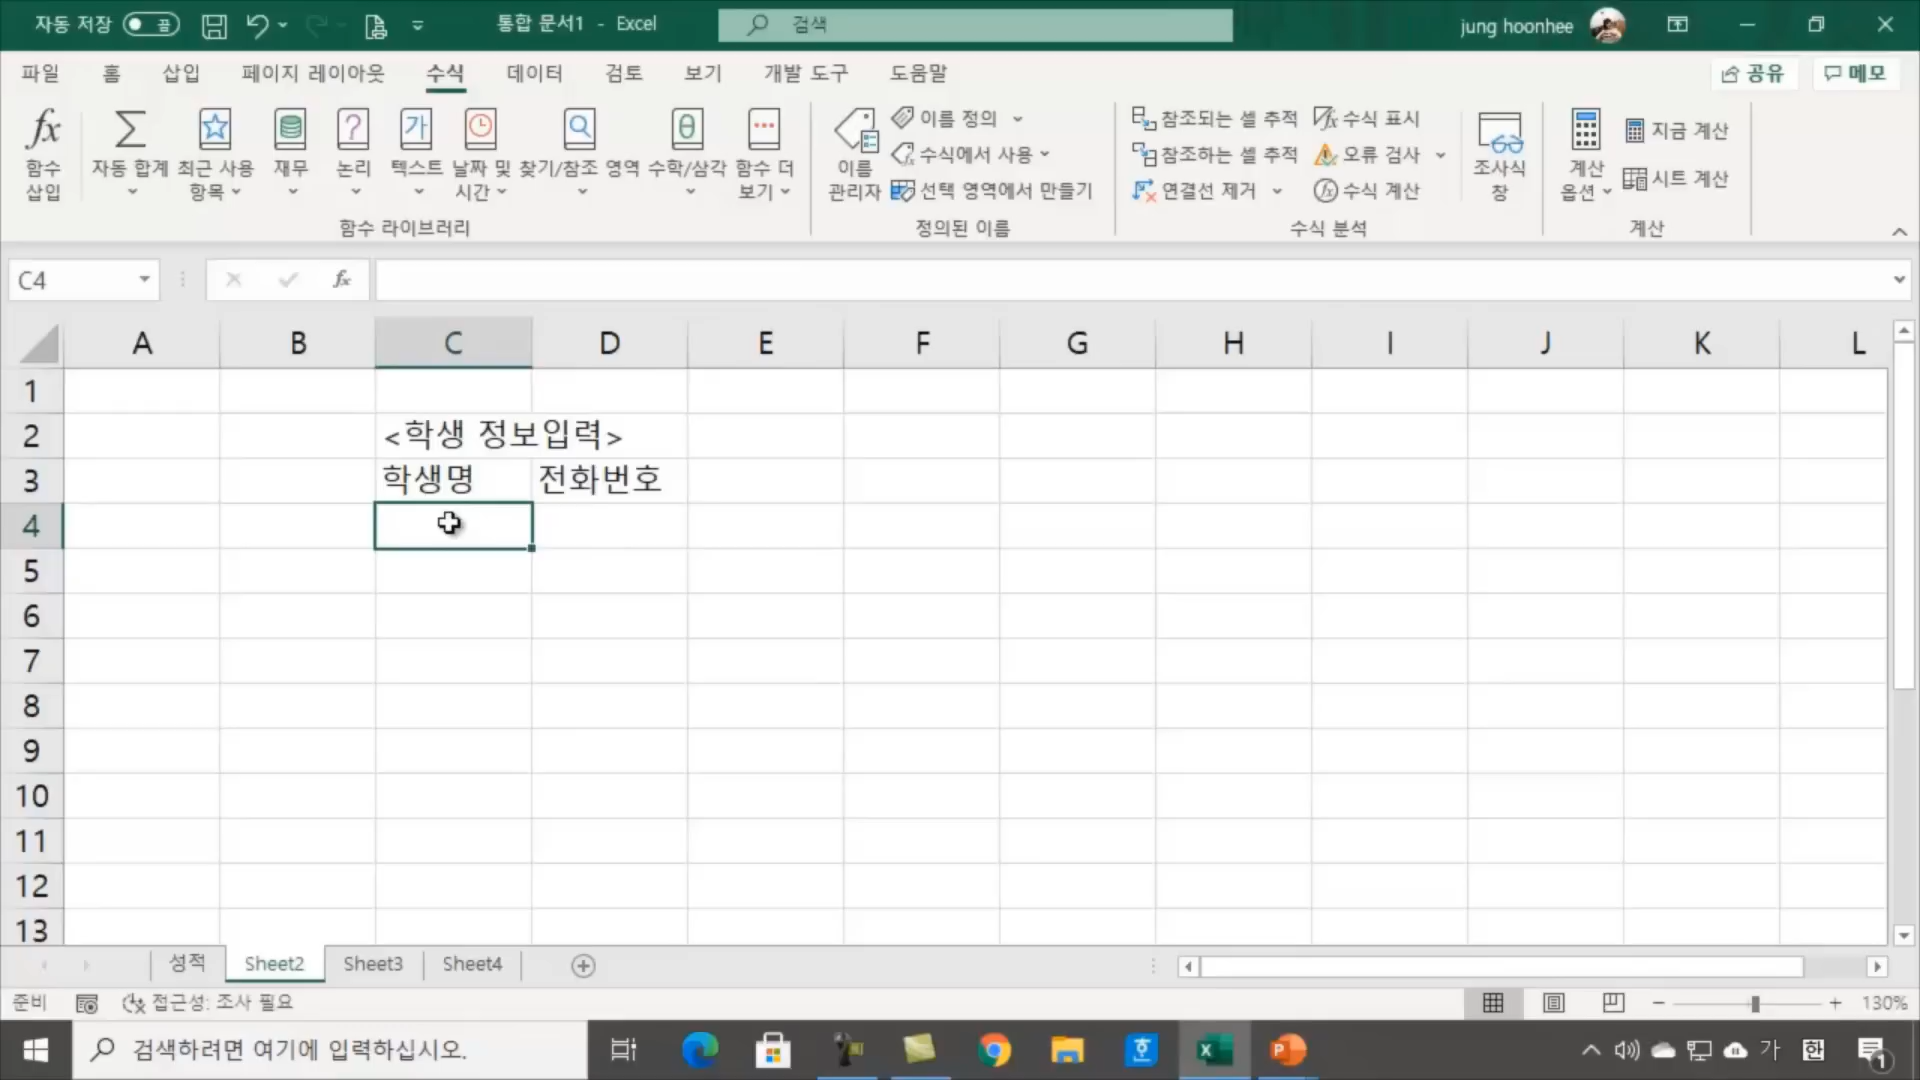 자동 저장 끔 통합 문서1 - Excel 검색 jung hoonhee
파일 홈 삽입 페이지 레이아웃 수식 데이터 검토 보기 개발 도구 도움말 공유 메모
fx 함수 삽입
자동 합계
최근 사용 항목
재무
논리
가 텍스트
날짜 및 시간
찾기/참조 영역
θ 수학/삼각
함수 더 보기
함수 라이브러리
이름 관리자
이름 정의
수식에서 사용
선택 영역에서 만들기
정의된 이름
참조되는 셀 추적
참조하는 셀 추적
연결선 제거
수식 표시
오류 검사
수식 계산
수식 분석
조사식 창
계산 옵션
지금 계산
시트 계산
계산
C4 fx
A B C D E F G H I J K L
1
2 <학생 정보입력>
3 학생명 전화번호
4
5
6
7
8
9
10
11
12
13
성적 Sheet2 Sheet3 Sheet4
준비 접근성: 조사 필요 130%
검색하려면 여기에 입력하십시오. 가 한 1